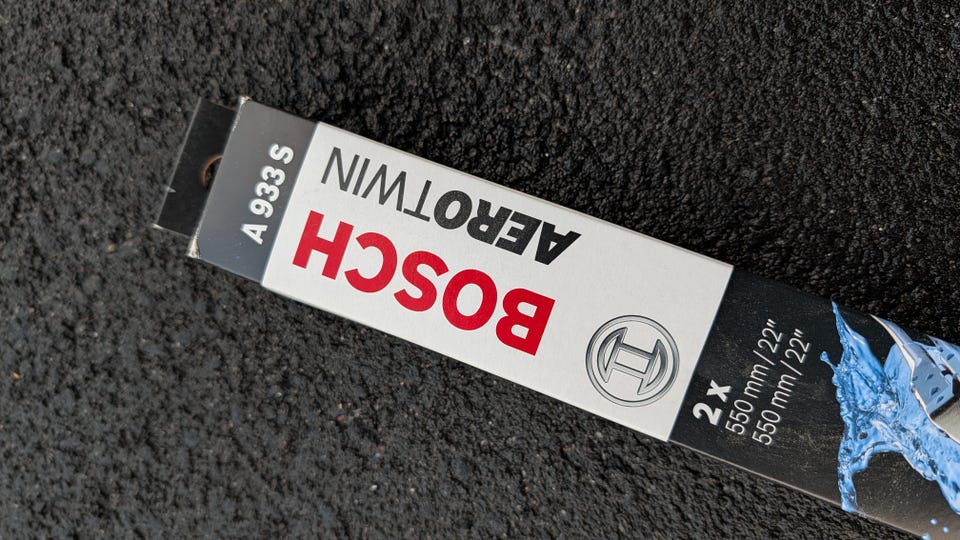 A 933 S
BOSCH
AEROTWIN
2 x
550 mm / 22"
550 mm / 22"